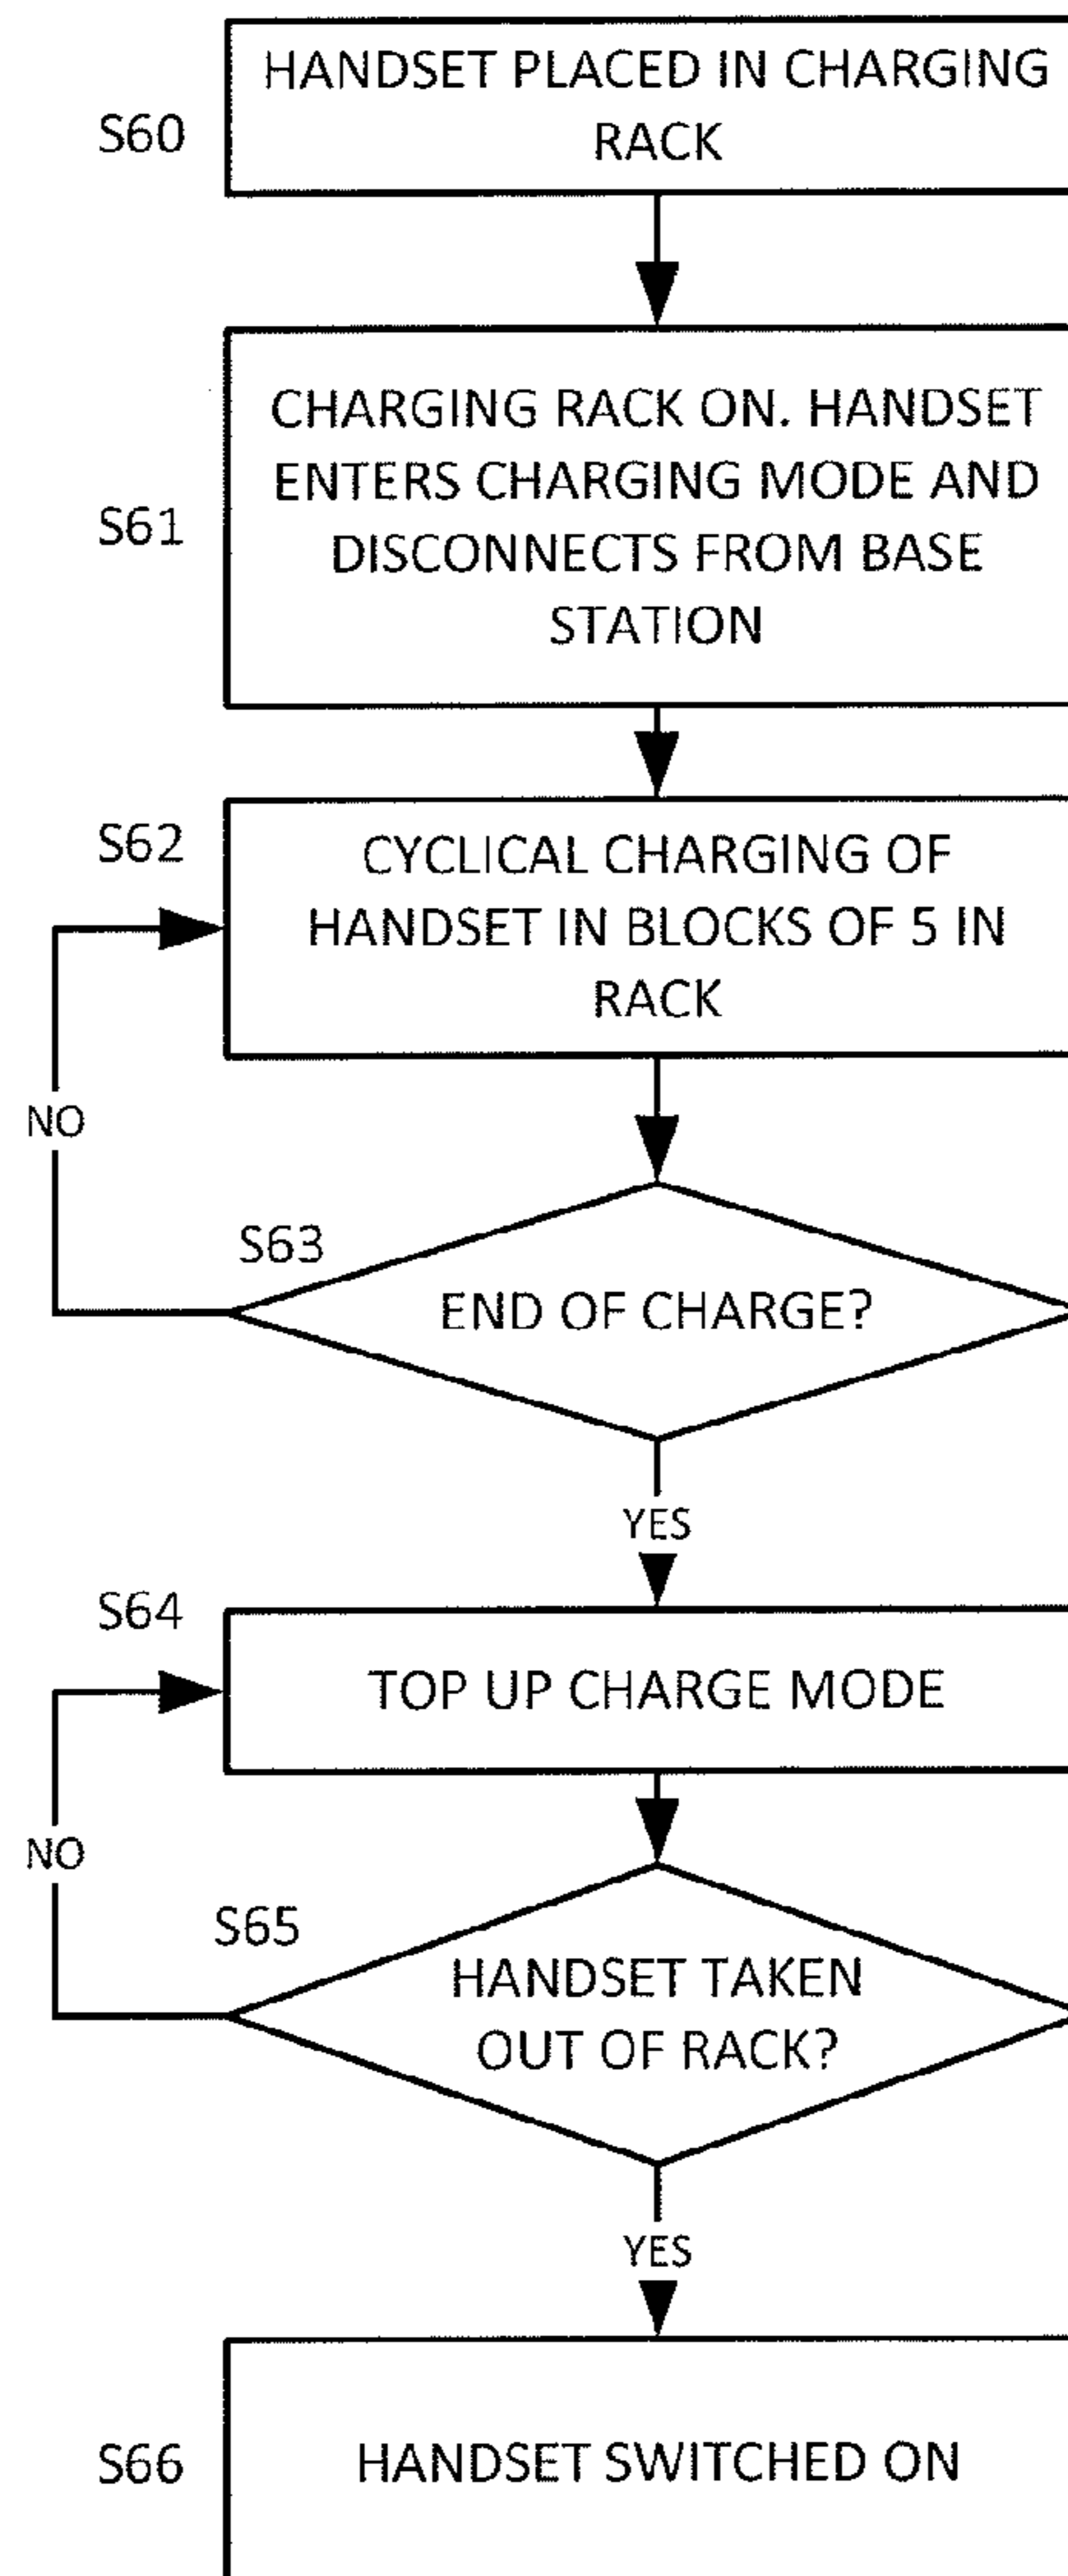 HANDSET PLACED IN CHARGING
RACK
S60
CHARGING RACK ON. HANDSET
ENTERS CHARGING MODE AND
S61
DISCONNECTS FROM BASE
STATION
S62
CYCLICAL CHARGING OF
HANDSET IN BLOCKS OF 5 IN
RACK
NO
S63
END OF CHARGE?
YES
S64
TOP UP CHARGE MODE
NO
S65
HANDSET TAKEN
OUT OF RACK?
YES
S66
HANDSET SWITCHED ON